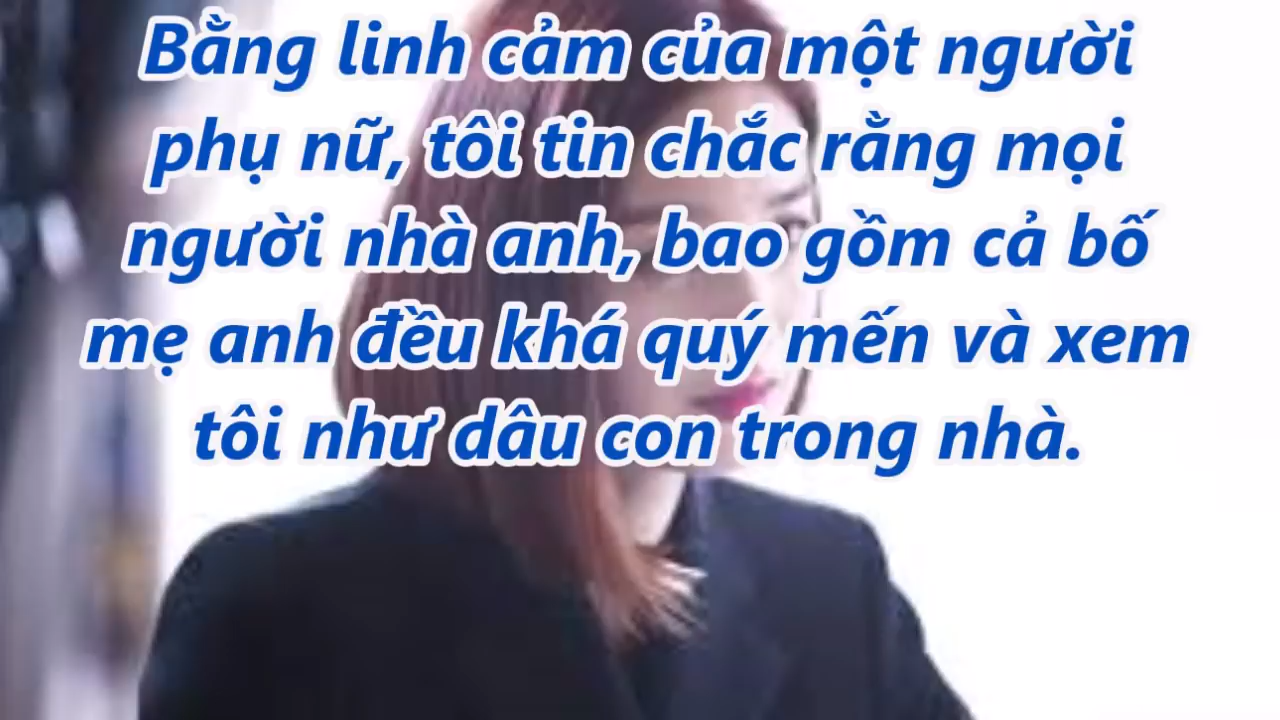 Bằng linh cảm của một người
phụ nữ, tôi tin chắc rằng mọi
người nhà anh, bao gồm cả bố
mẹ anh đều khá quý mến và xem
tôi như dâu con trong nhà.